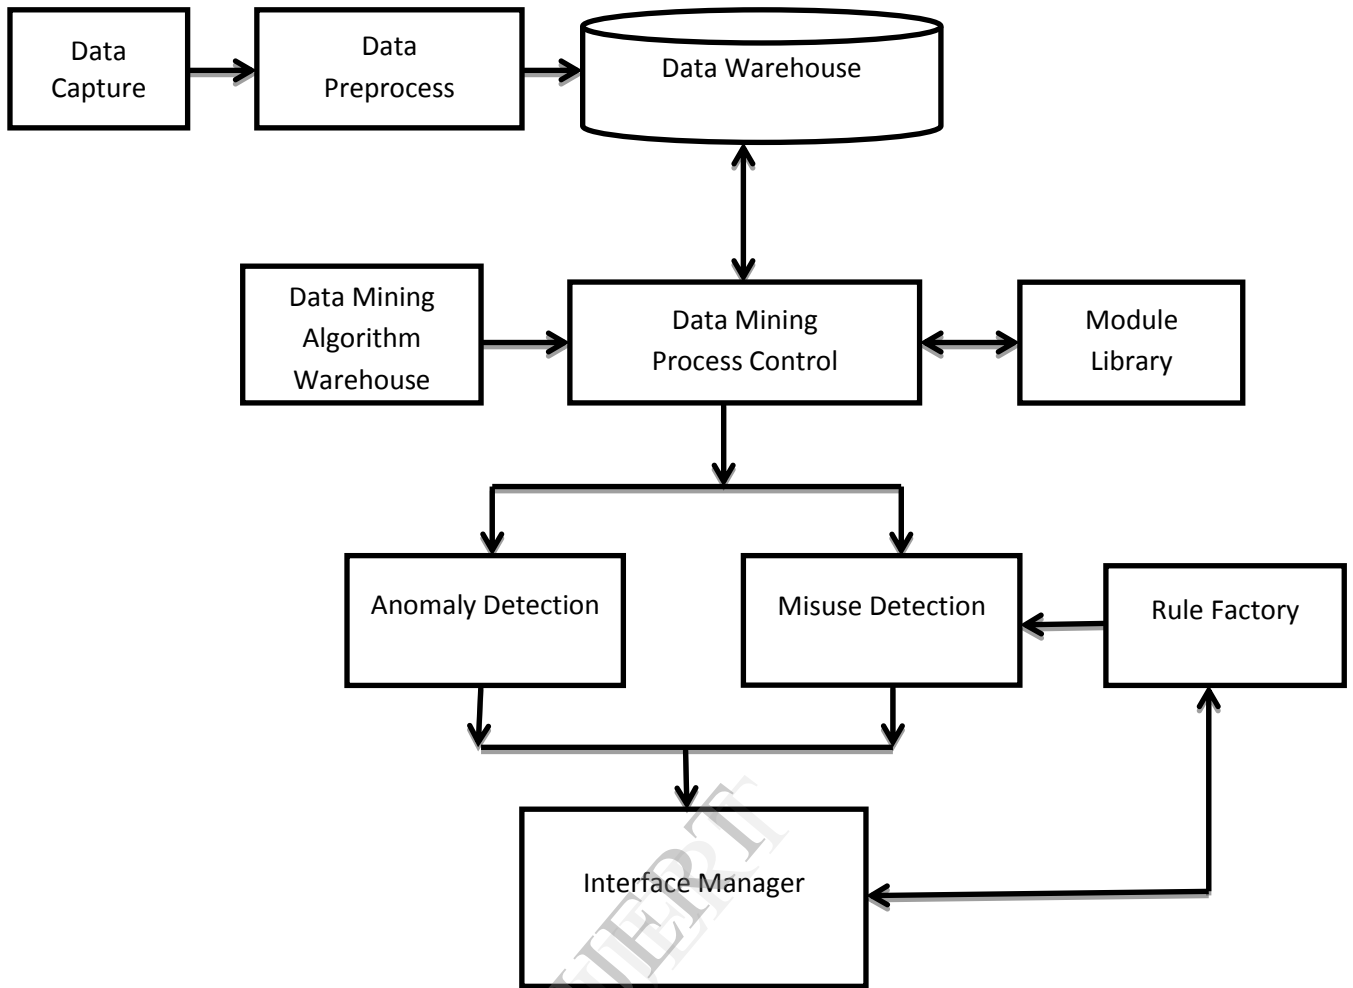 Data
Capture
Data
Preprocess
Data Warehouse
Data Mining
Algorithm
Warehouse
Data Mining
Process Control
Module
Library
Anomaly Detection
Misuse Detection
Rule Factory
Interface Manager
IJERT